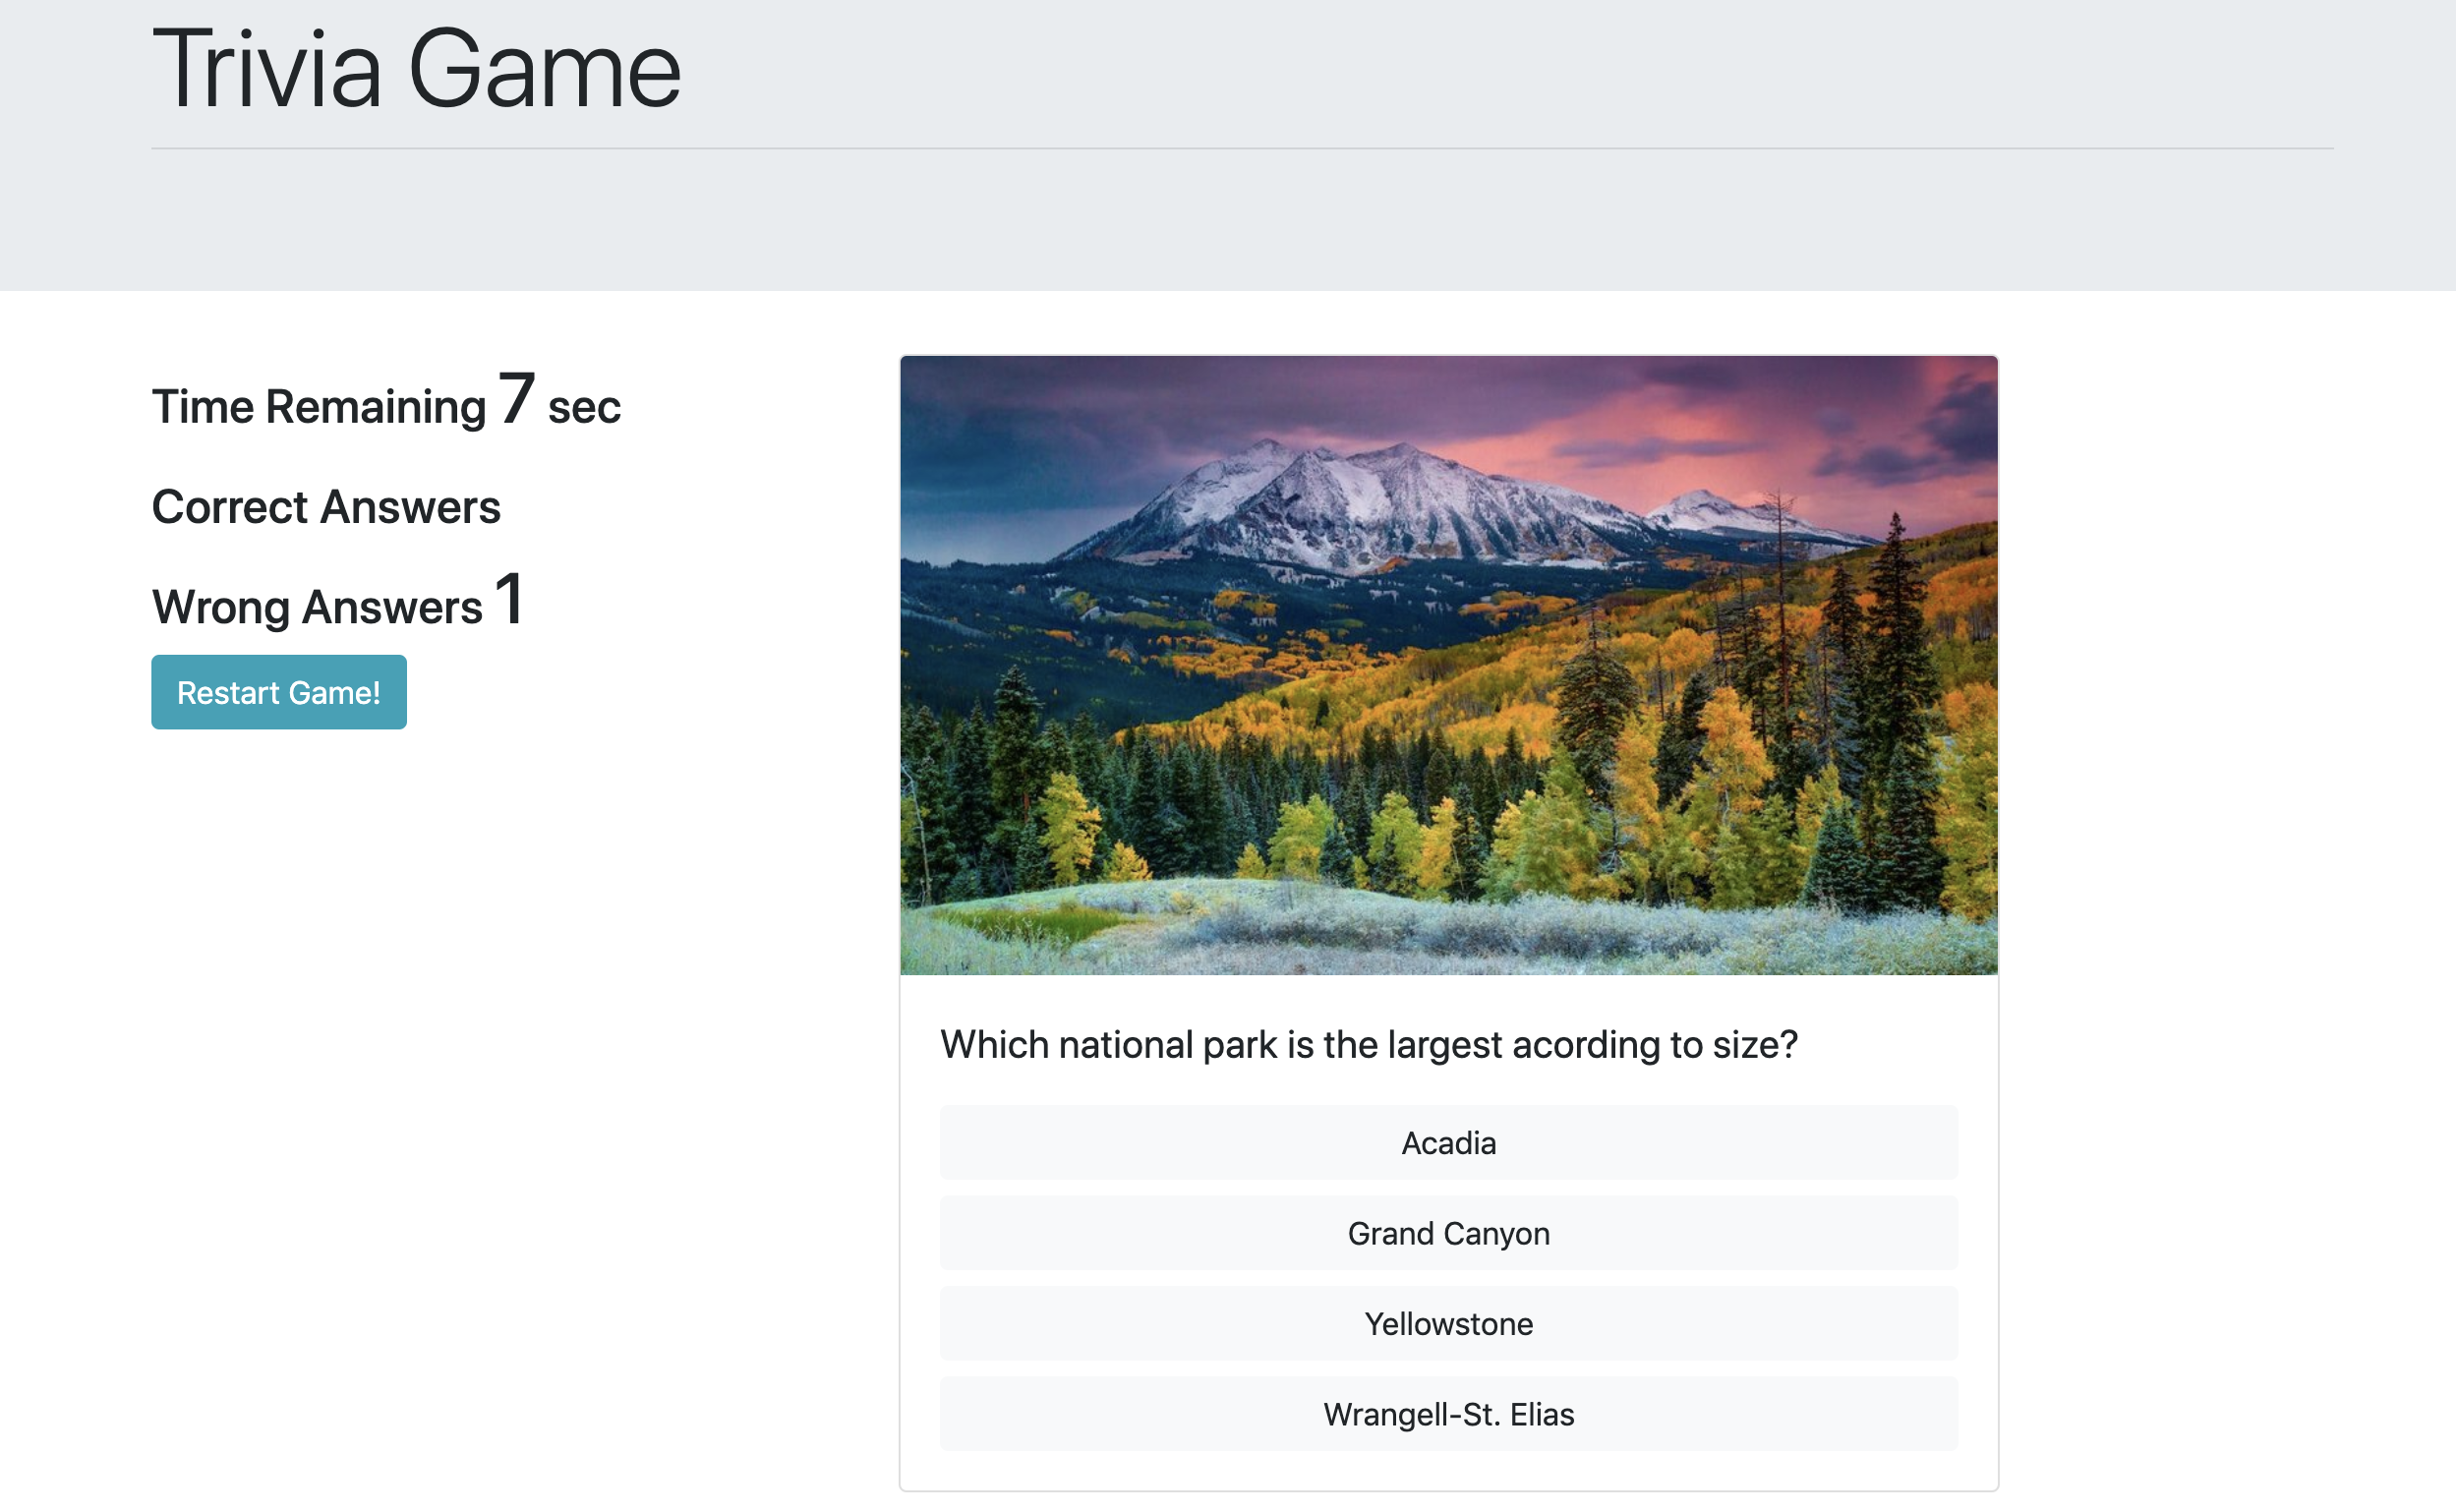 Trivia Game
Time Remaining 7 sec
Correct Answers
Wrong Answers 1
Restart Game!
Which national park is the largest acording to size?
Acadia
Grand Canyon
Yellowstone
Wrangell-St. Elias